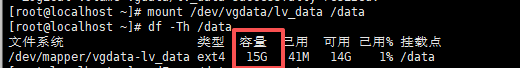 [root@localhost ~]# mount /dev/vgdata/lv_data /data
[root@localhost ~]# df -Th /data
文件系统 类型 容量 已用 可用 已用% 挂载点
/dev/mapper/vgdata-lv_data ext4 15G 41M 14G 1% /data